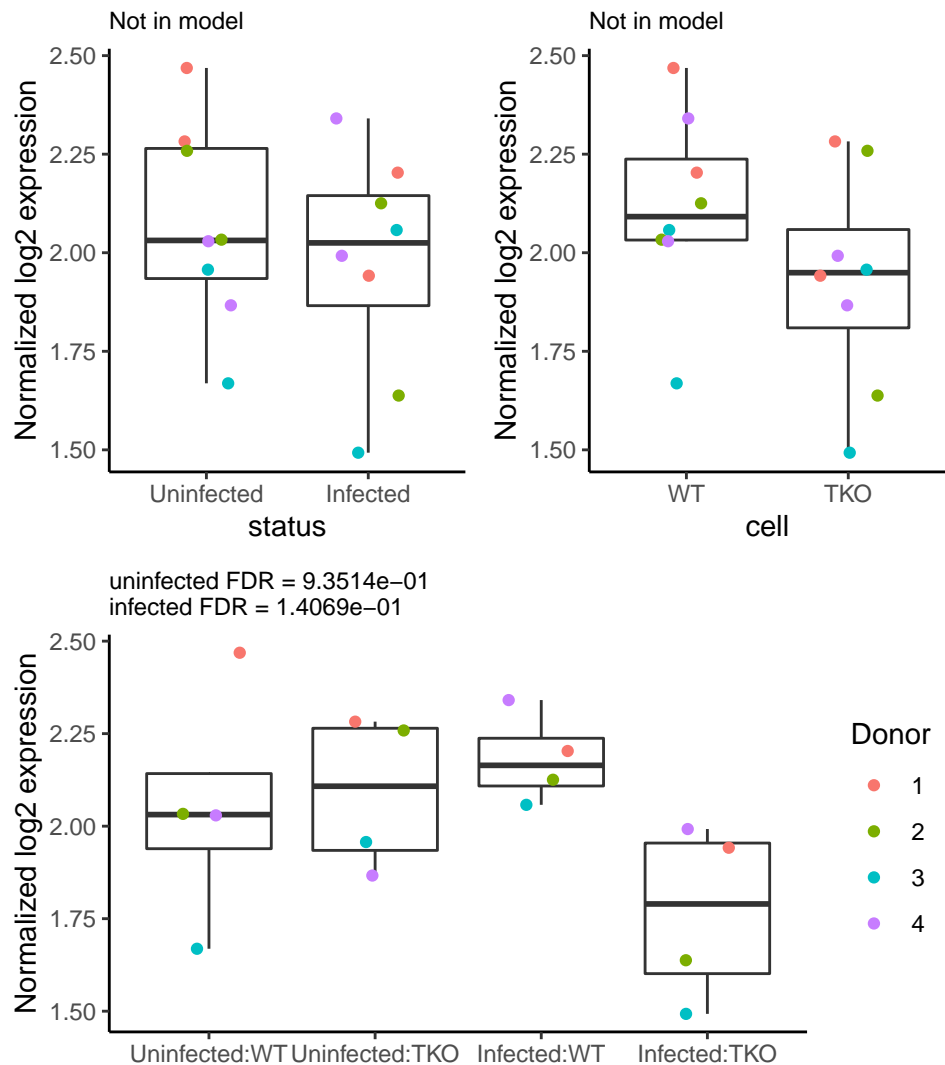 Not in model
Normalized log2 expression
2.50
2.25
2.00
1.75
1.50
Uninfected Infected
status
Not in model
Normalized log2 expression
2.50
2.25
2.00
1.75
1.50
WT TKO
cell
uninfected FDR = 9.3514e−01
infected FDR = 1.4069e−01
Normalized log2 expression
2.50
2.25
2.00
1.75
1.50
Uninfected:WT Uninfected:TKO Infected:WT Infected:TKO
Donor
1
2
3
4